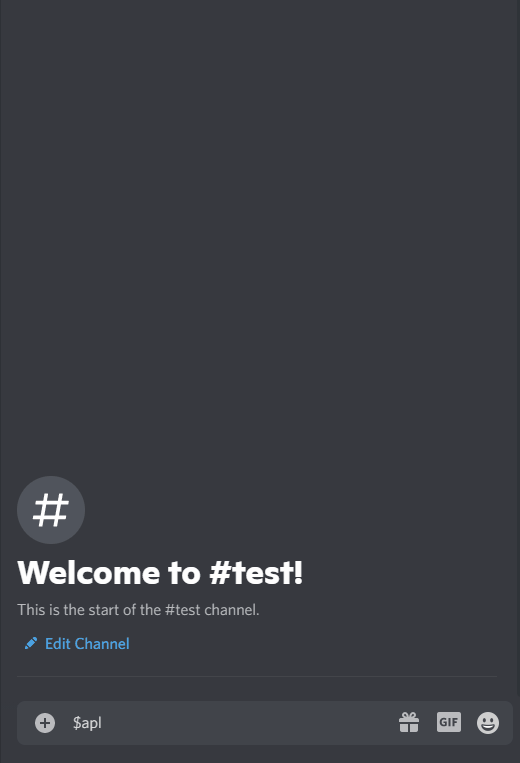 #
Welcome to #test!
This is the start of the #test channel.
Edit Channel
$apl
GIF